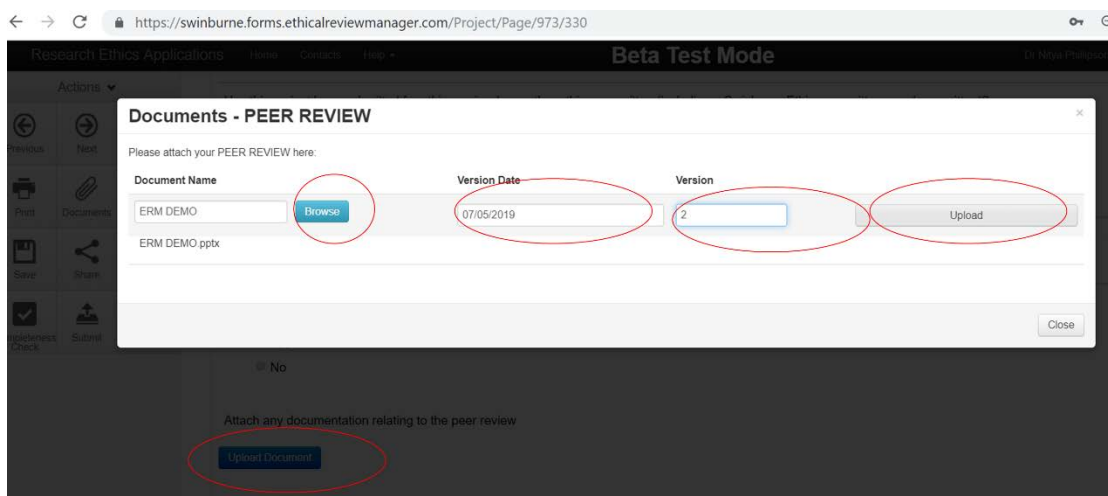 https://swinburne.forms.ethicalreviewmanager.com/Project/Page/973/330
Research Ethics Applications Home Contacts Help Beta Test Mode Dr Nitya Phillipson
Actions
Previous Next
Print Documents
Save Share
Completeness Check Submit
Documents - PEER REVIEW ×
Please attach your PEER REVIEW here:
Document Name Version Date Version
ERM DEMO Browse 07/05/2019 2 Upload
ERM DEMO.pptx
Close
No
Attach any documentation relating to the peer review
Upload Document